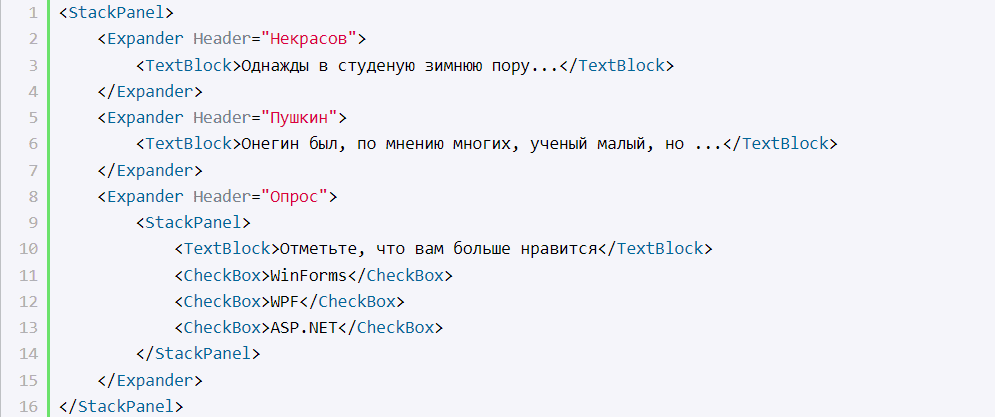 1 <StackPanel>
2     <Expander Header="Некрасов">
3         <TextBlock>Однажды в студеную зимнюю пору...</TextBlock>
4     </Expander>
5     <Expander Header="Пушкин">
6         <TextBlock>Онегин был, по мнению многих, ученый малый, но ...</TextBlock>
7     </Expander>
8     <Expander Header="Опрос">
9         <StackPanel>
10             <TextBlock>Отметьте, что вам больше нравится</TextBlock>
11             <CheckBox>WinForms</CheckBox>
12             <CheckBox>WPF</CheckBox>
13             <CheckBox>ASP.NET</CheckBox>
14         </StackPanel>
15     </Expander>
16 </StackPanel>